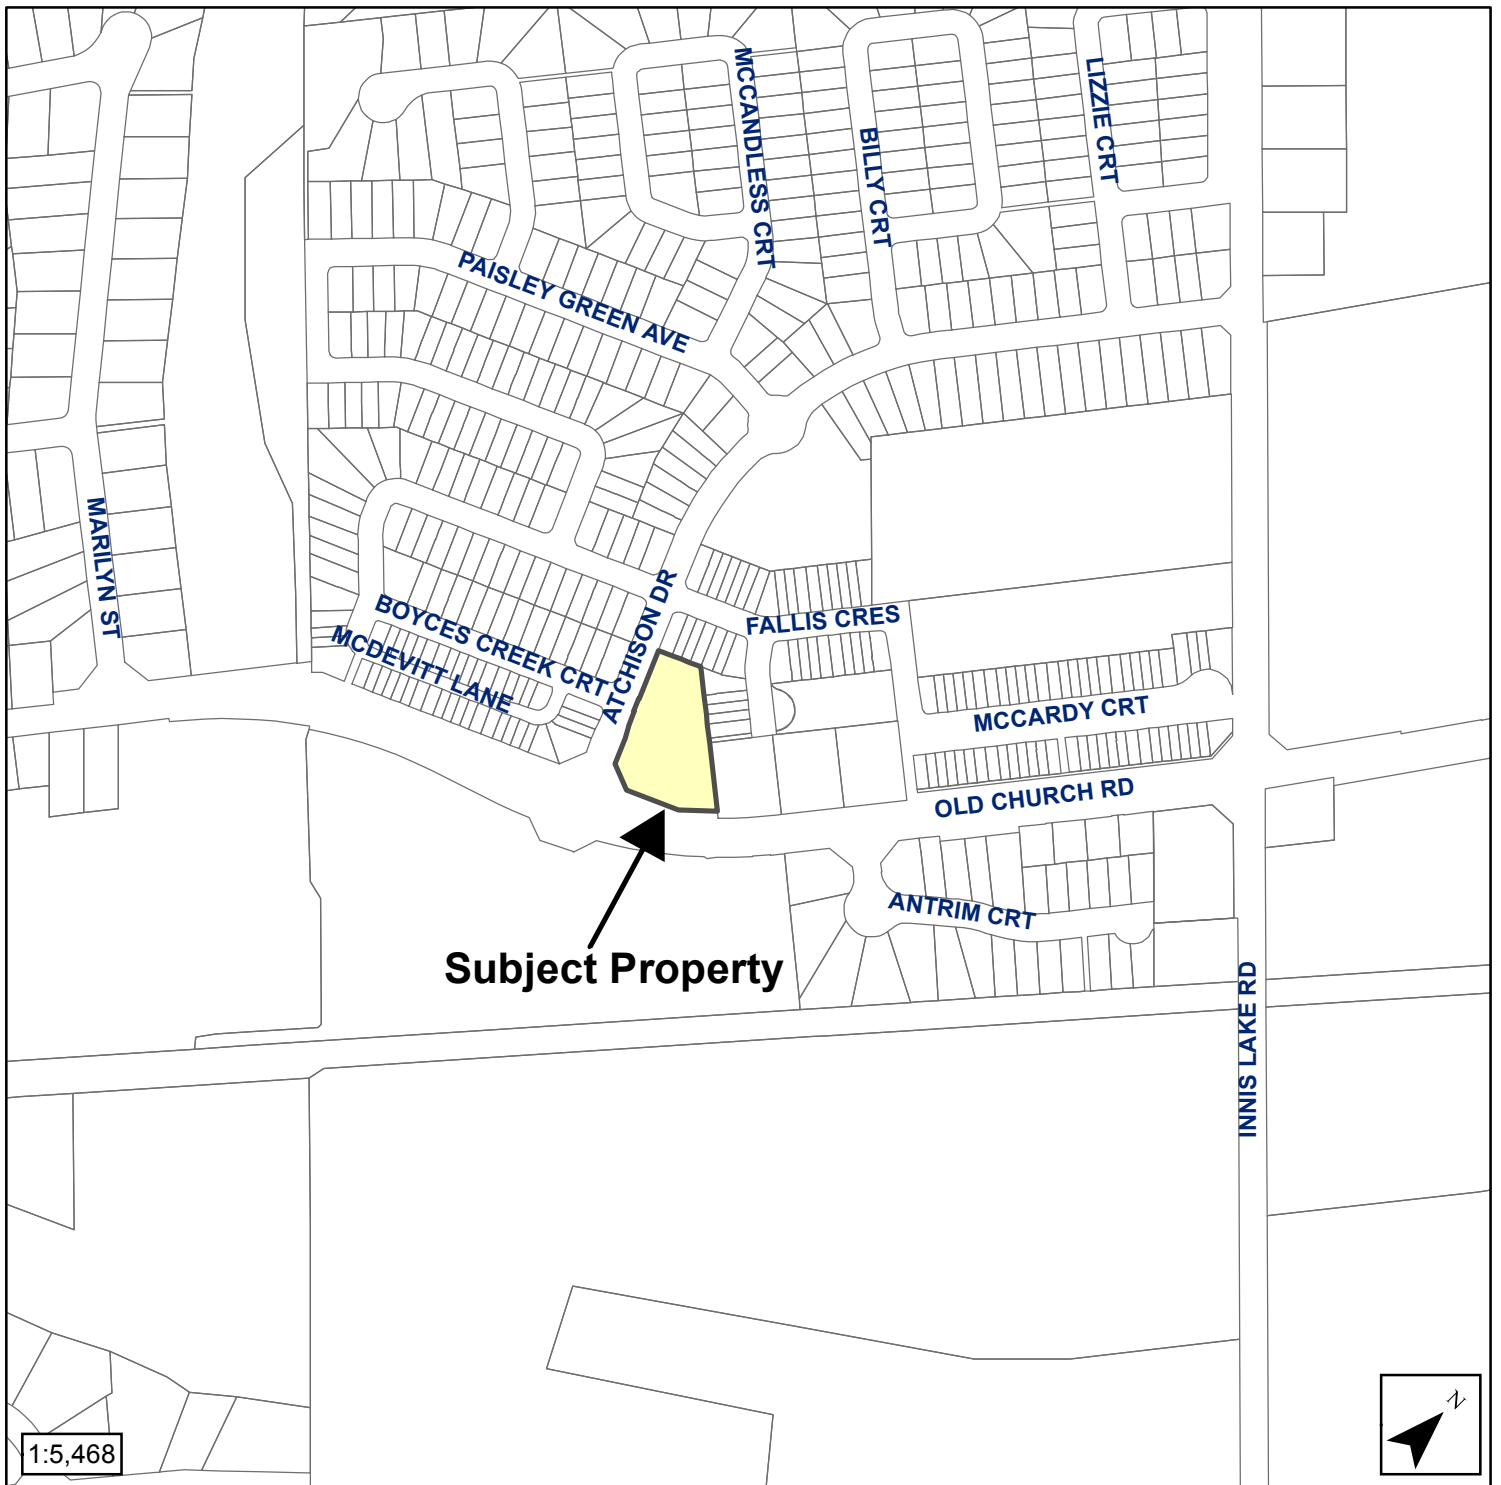 MCCANDLESS CRT
BILLY CRT
LIZZIE CRT
PAISLEY GREEN AVE
MARILYN ST
ATCHISON DR
BOYCES CREEK CRT
MCDEVITT LANE
FALLIS CRES
MCCARDY CRT
OLD CHURCH RD
ANTRIM CRT
Subject Property
INNIS LAKE RD
1:5,468
N